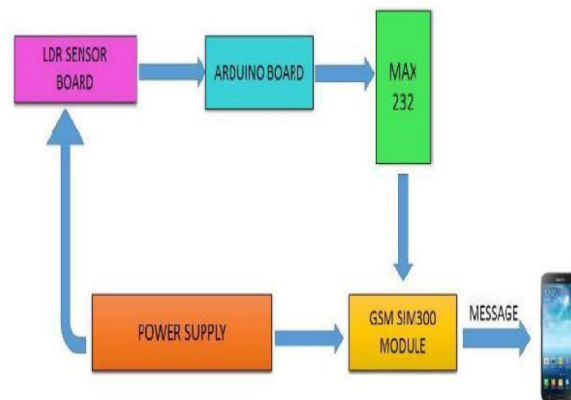 LDR SENSOR
BOARD
ARDUINO BOARD
MAX
232
POWER SUPPLY
GSM SIM300
MODULE
MESSAGE